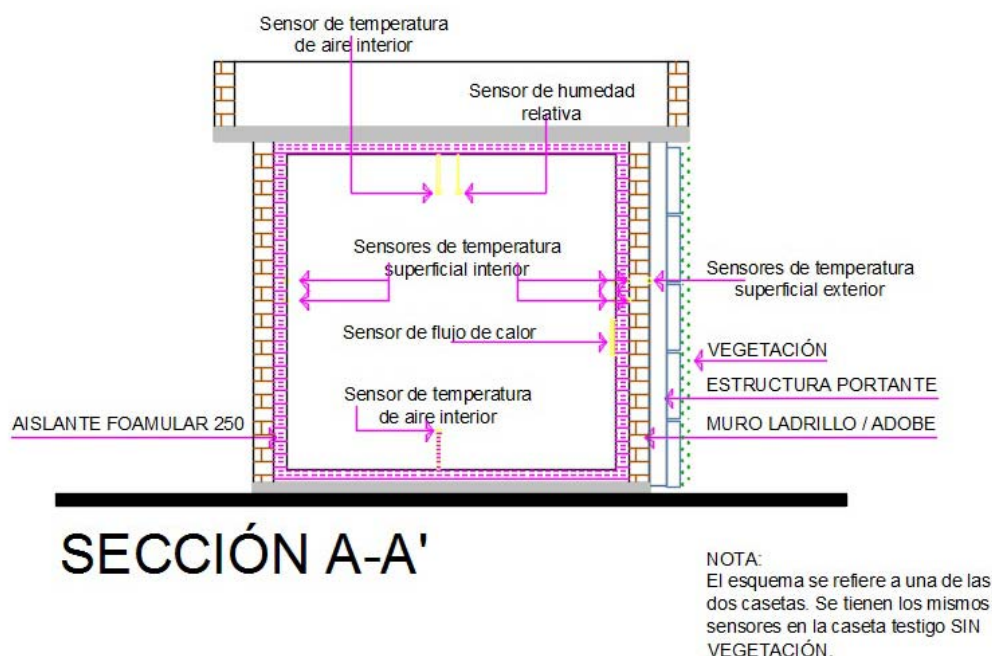 Sensor de temperatura
de aire interior
Sensor de humedad
relativa
Sensores de temperatura
superficial interior
Sensores de temperatura
superficial exterior
Sensor de flujo de calor
VEGETACIÓN
Sensor de temperatura
de aire interior
ESTRUCTURA PORTANTE
AISLANTE FOAMULAR 250
MURO LADRILLO / ADOBE
SECCIÓN A-A'
NOTA:
El esquema se refiere a una de las
dos casetas. Se tienen los mismos
sensores en la caseta testigo SIN
VEGETACIÓN.